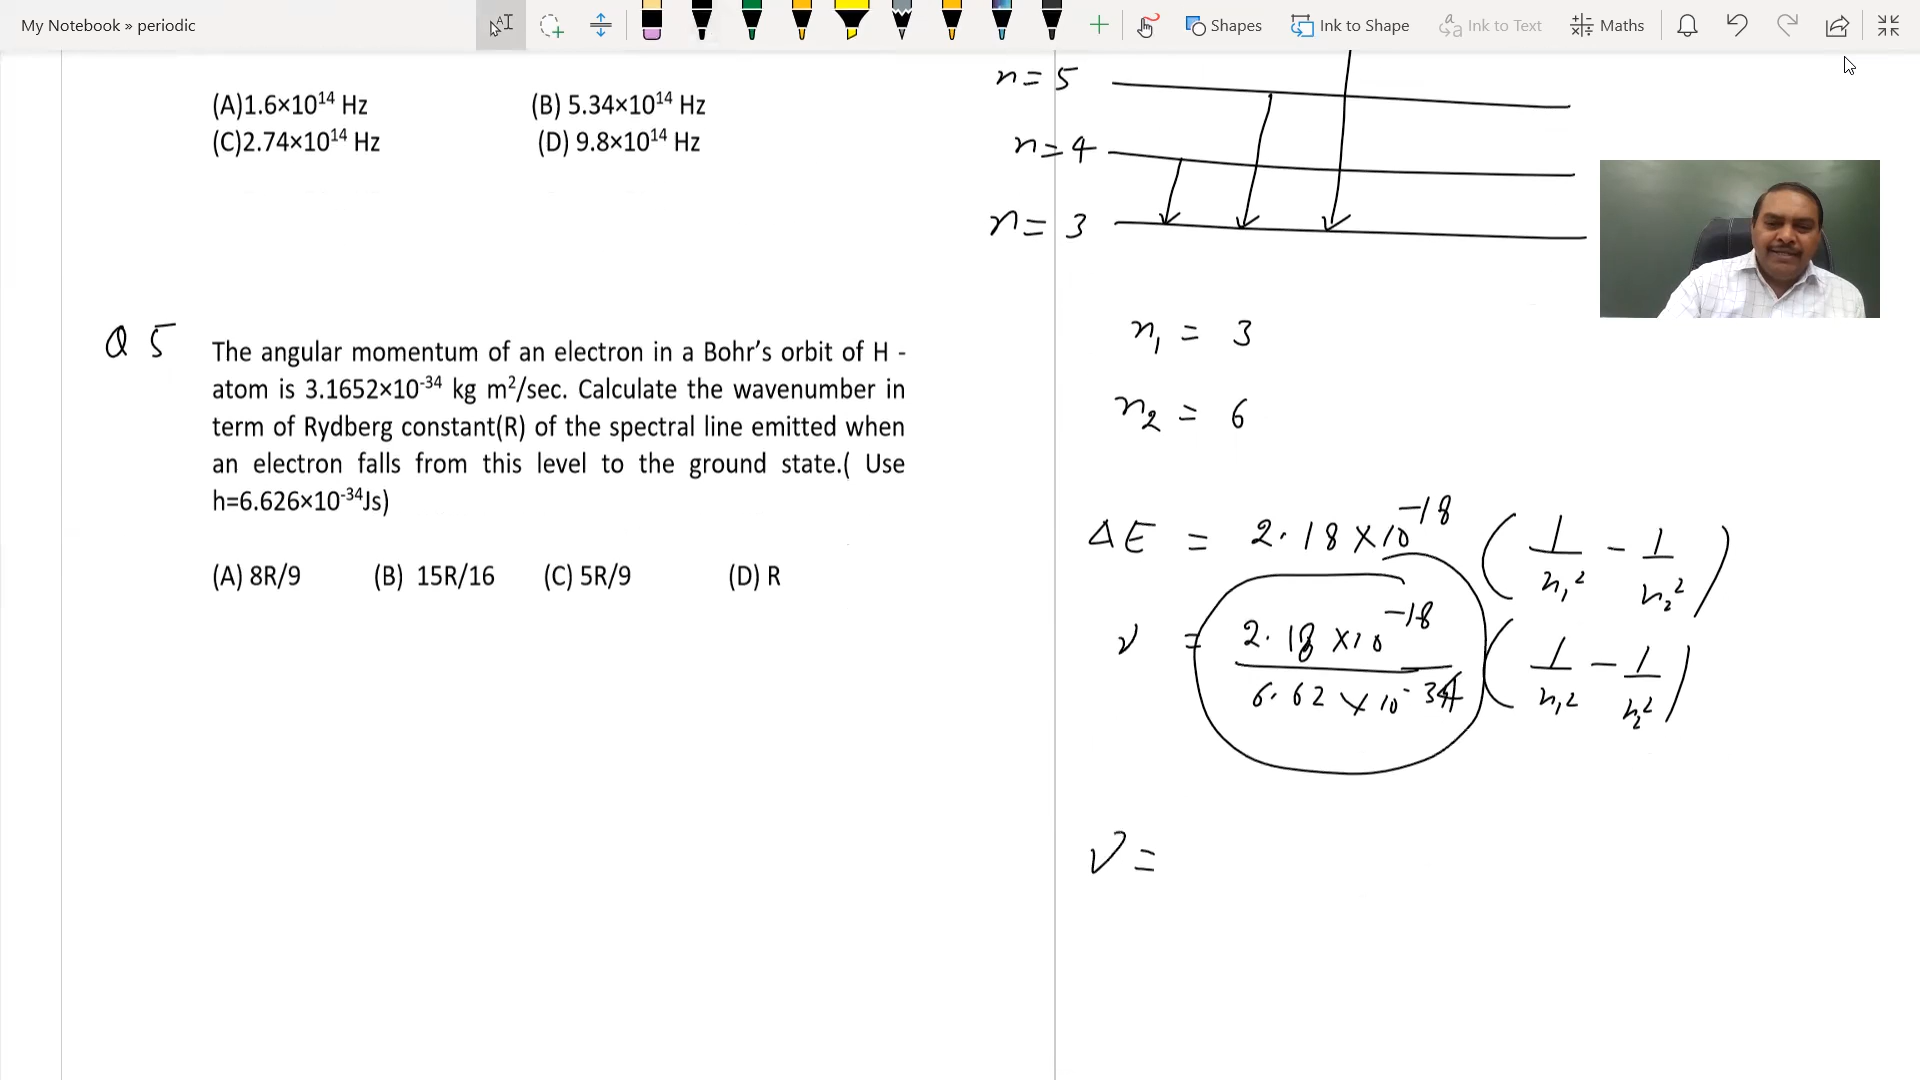 My Notebook » periodic
Shapes
Ink to Shape
Ink to Text
Maths
(A)1.6×10¹⁴ Hz (B) 5.34×10¹⁴ Hz
(C)2.74×10¹⁴ Hz (D) 9.8×10¹⁴ Hz
Q 5
The angular momentum of an electron in a Bohr’s orbit of H -
atom is 3.1652×10⁻³⁴ kg m²/sec. Calculate the wavenumber in
term of Rydberg constant(R) of the spectral line emitted when
an electron falls from this level to the ground state.( Use
h=6.626×10⁻³⁴Js)
(A) 8R/9 (B) 15R/16 (C) 5R/9 (D) R
n = 5
n = 4
n = 3
n₁ = 3
n₂ = 6
ΔE = 2.18 × 10⁻¹⁸ (1/n₁² - 1/n₂²)
ν = 2.18 × 10⁻¹⁸ / 6.62 × 10⁻³⁴ (1/n₁² - 1/n₂²)
ν =